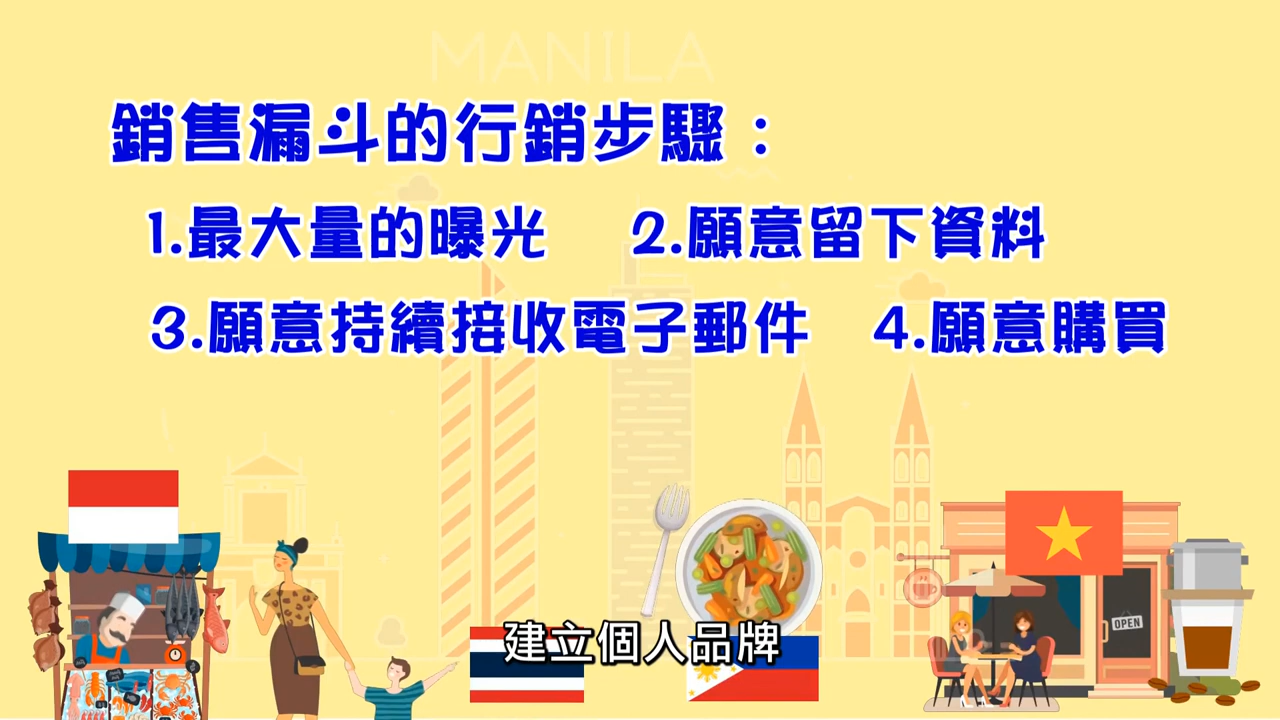 MANILA
銷售漏斗的行銷步驟：
1.最大量的曝光 2.願意留下資料
3.願意持續接收電子郵件 4.願意購買
OPEN
建立個人品牌